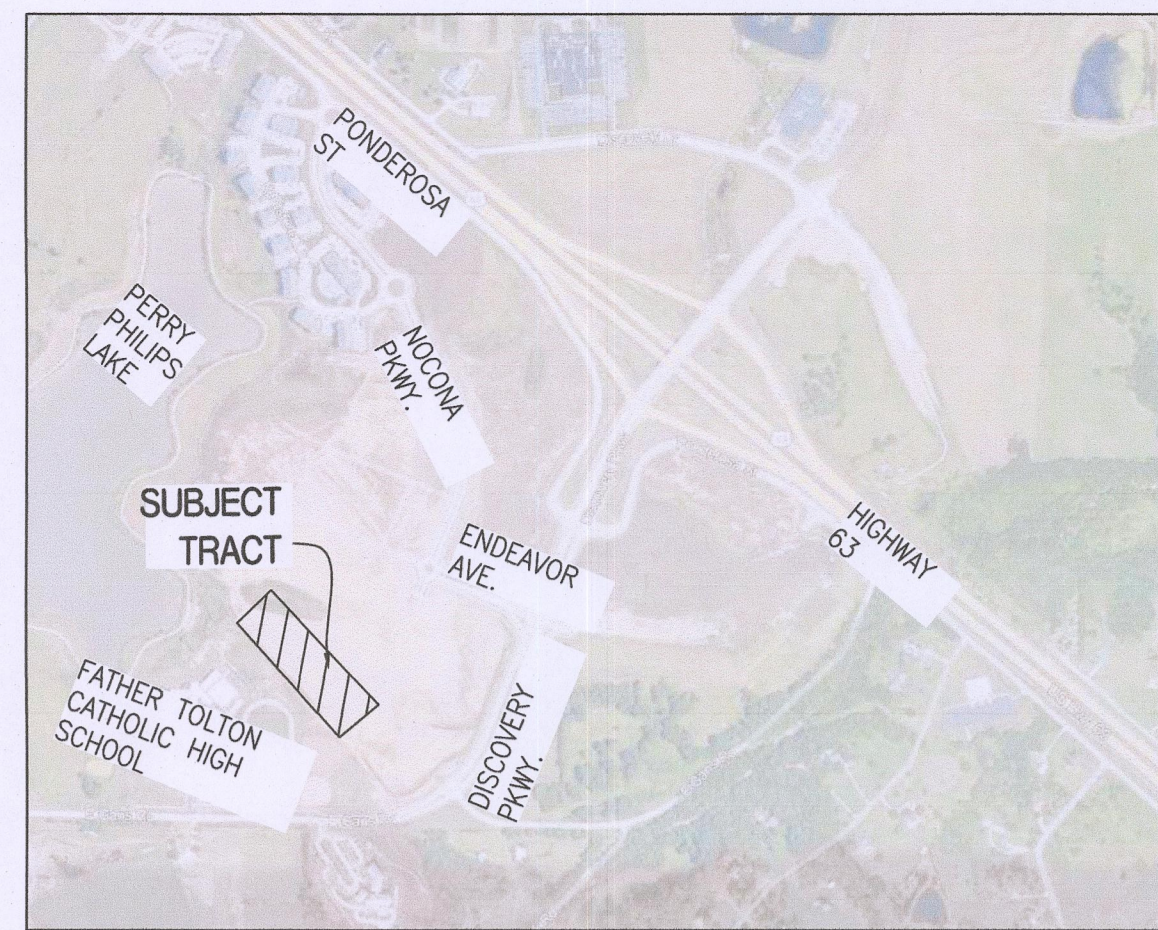 PONDEROSA
ST
PERRY
PHILIPS
LAKE
NOCONA
PKWY.
SUBJECT
TRACT
ENDEAVOR
AVE.
HIGHWAY
63
FATHER TOLTON
CATHOLIC HIGH
SCHOOL
DISCOVERY
PKWY.